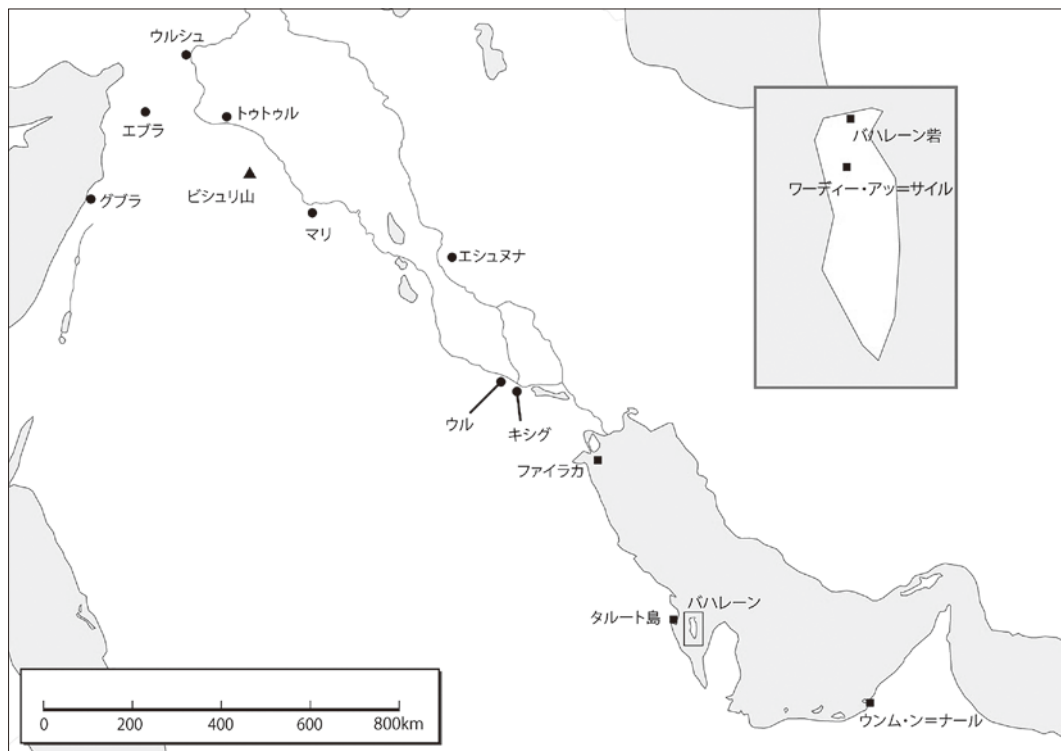 ウルシュ
エブラ
トゥトゥル
ビシュリ山
グブラ
マリ
エシュヌナ
バハレーン砦
ワーディー・アッ=サイル
ウル
キシグ
ファイラカ
タルート島
バハレーン
ウンム・ン=ナール
0 200 400 600 800km